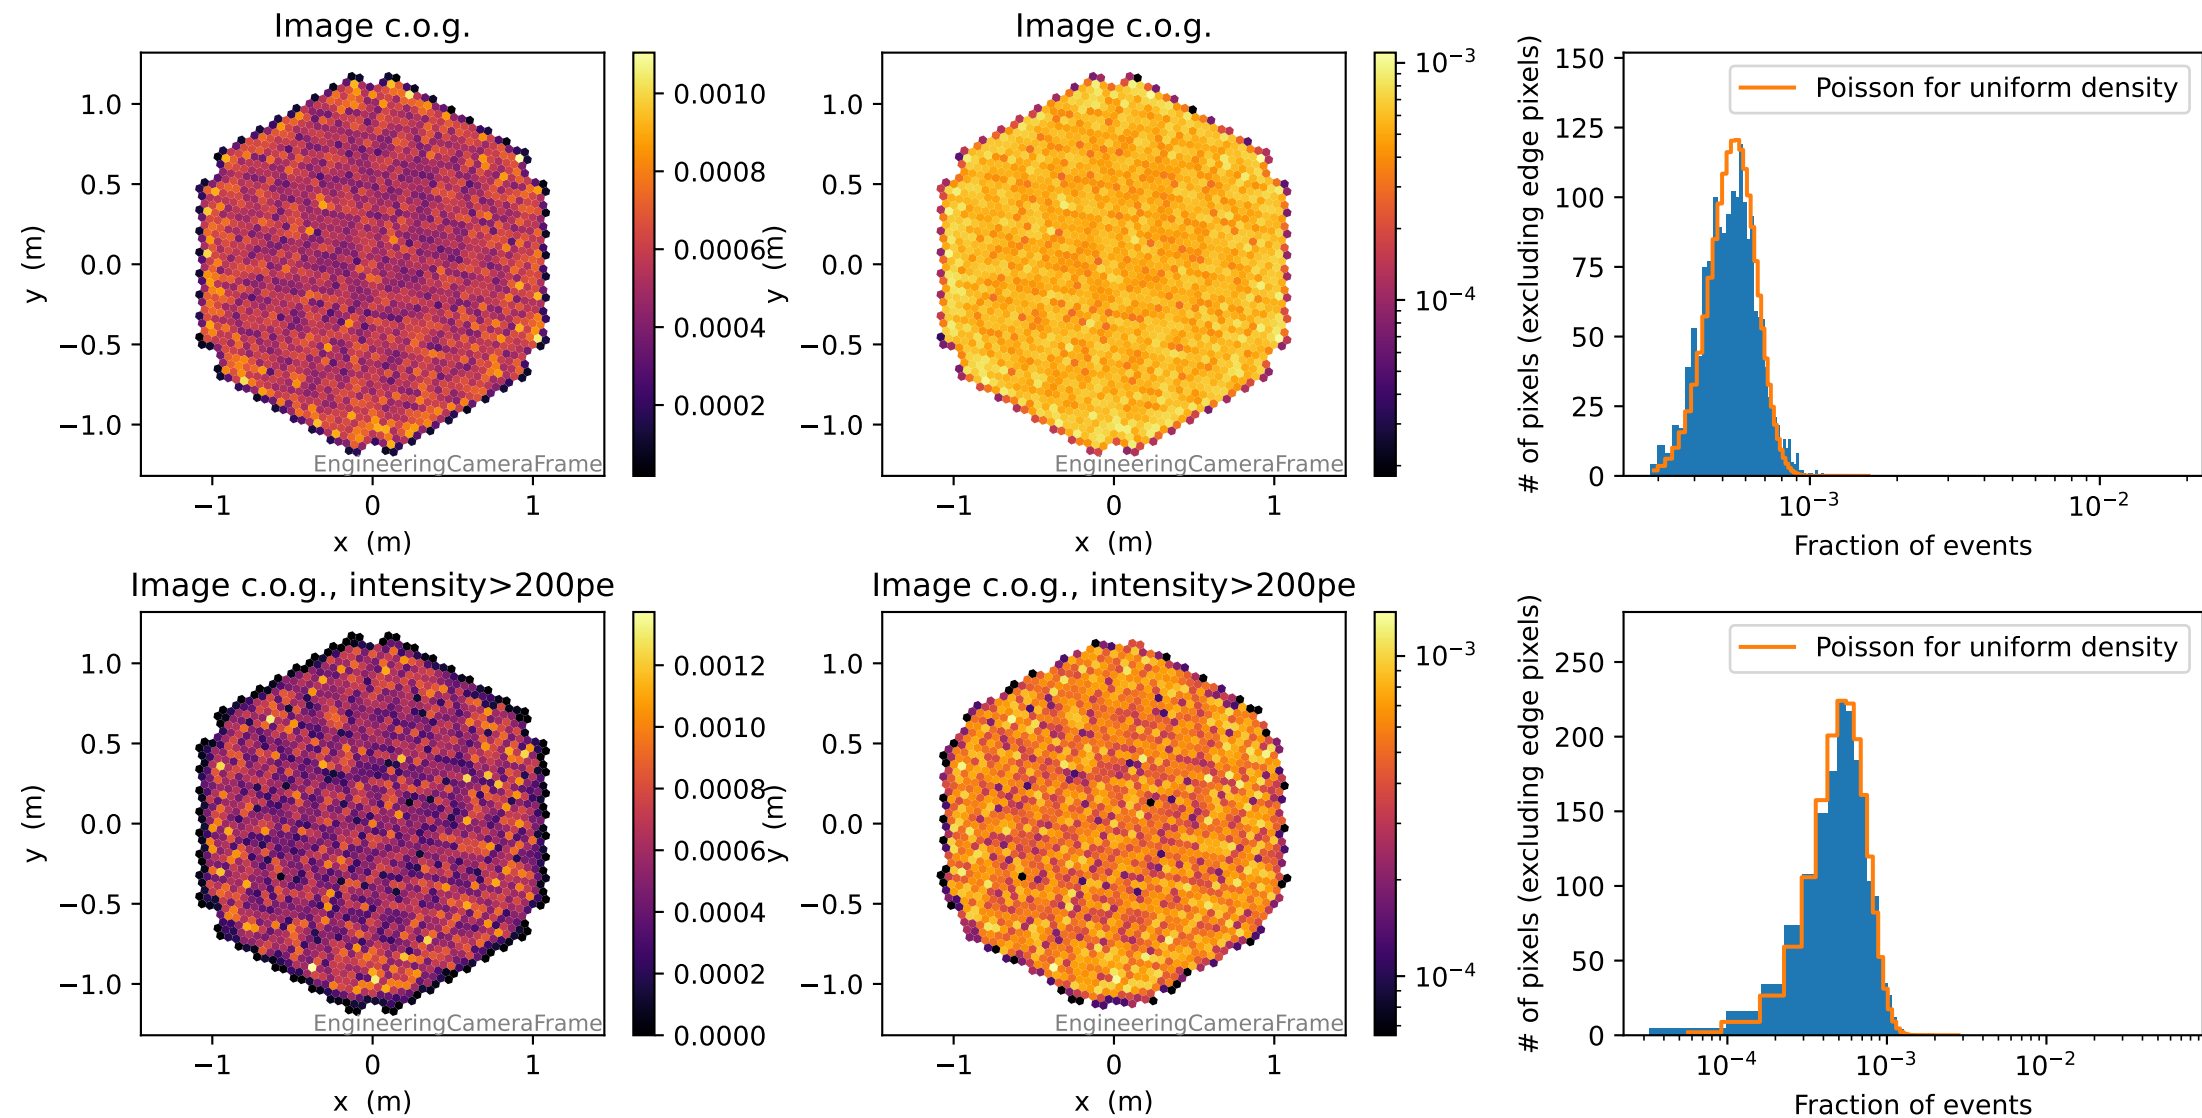 Image c.o.g.
y (m)
1.0
0.5
0.0
−0.5
−1.0
−1 0 1
x (m)
EngineeringCameraFrame
0.0010
0.0008
0.0006
0.0004
0.0002
Image c.o.g.
y (m)
1.0
0.5
0.0
−0.5
−1.0
−1 0 1
x (m)
EngineeringCameraFrame
10⁻³
10⁻⁴
# of pixels (excluding edge pixels)
150
125
100
75
50
25
0
Poisson for uniform density
10⁻³ 10⁻²
Fraction of events
Image c.o.g., intensity>200pe
y (m)
1.0
0.5
0.0
−0.5
−1.0
−1 0 1
x (m)
EngineeringCameraFrame
0.0012
0.0010
0.0008
0.0006
0.0004
0.0002
0.0000
Image c.o.g., intensity>200pe
y (m)
1.0
0.5
0.0
−0.5
−1.0
−1 0 1
x (m)
EngineeringCameraFrame
10⁻³
10⁻⁴
# of pixels (excluding edge pixels)
250
200
150
100
50
0
Poisson for uniform density
10⁻⁴ 10⁻³ 10⁻²
Fraction of events